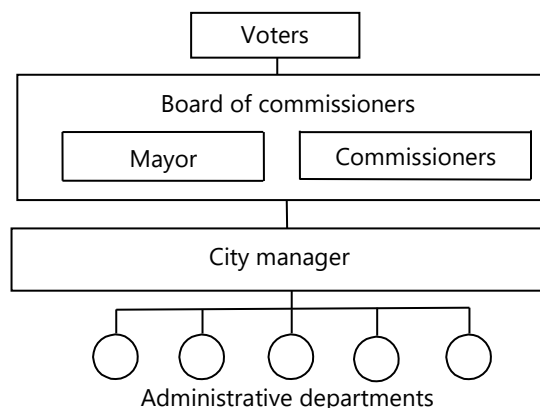 Voters
Board of commissioners
Mayor
Commissioners
City manager
Administrative departments